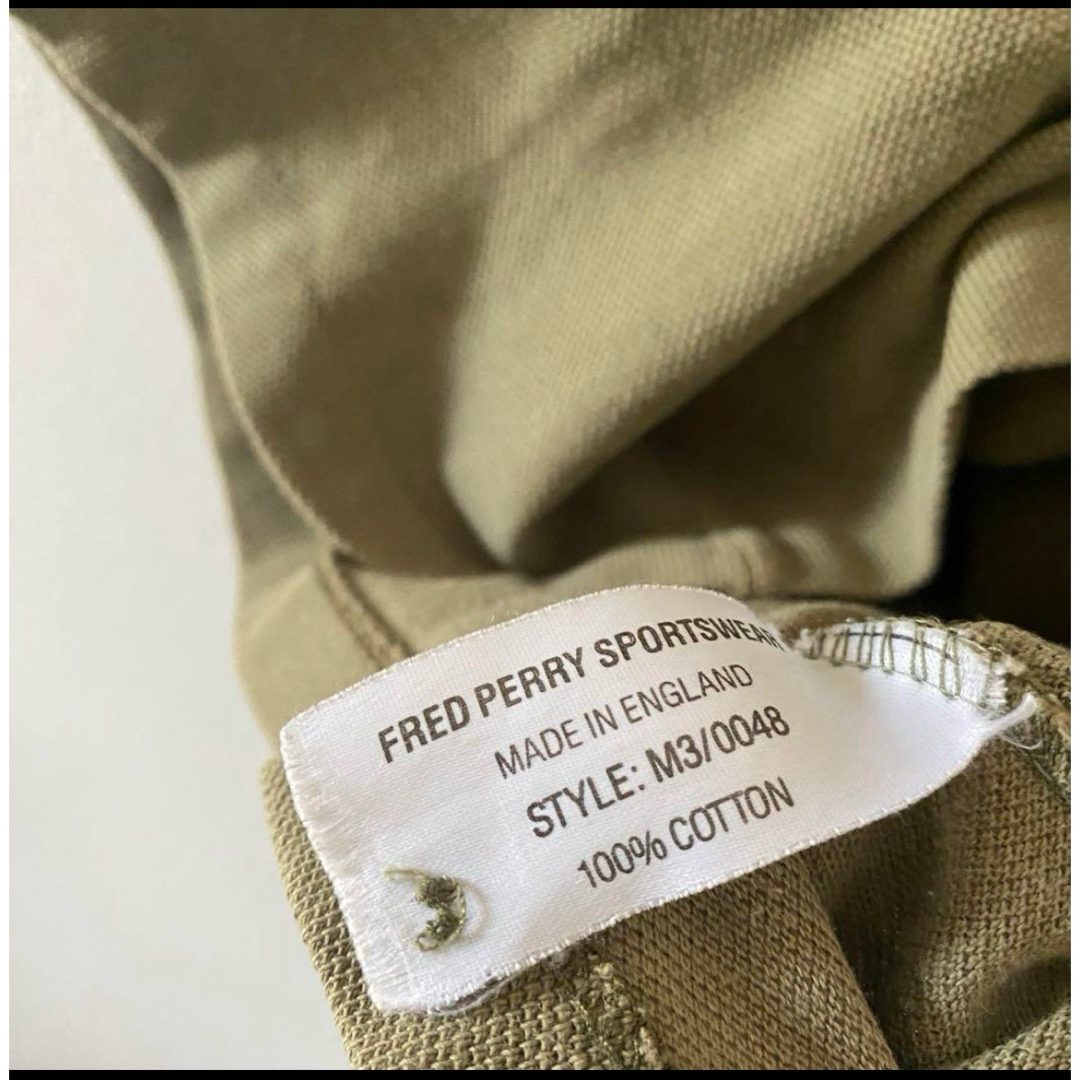 FRED PERRY SPORTSWEAR
MADE IN ENGLAND
STYLE: M3/0048
100% COTTON